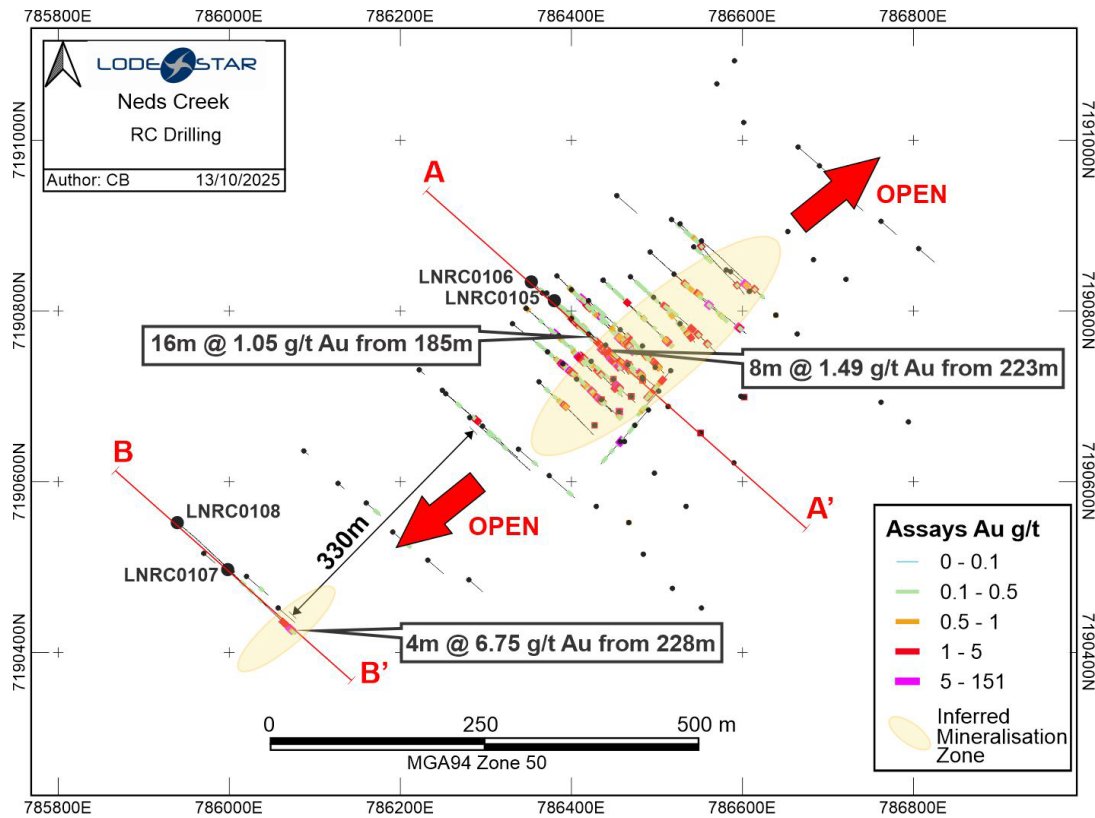 785800E 786000E 786200E 786400E 786600E 786800E
LODESTAR
Neds Creek
RC Drilling
Author: CB 13/10/2025
7191000N
7191000N
A
OPEN
LNRC0106
LNRC0105
7190800N
7190800N
16m @ 1.05 g/t Au from 185m
8m @ 1.49 g/t Au from 223m
B
7190600N
7190600N
A'
LNRC0108
OPEN
330m
LNRC0107
4m @ 6.75 g/t Au from 228m
B’
7190400N
7190400N
Assays Au g/t
0 - 0.1
0.1 - 0.5
0.5 - 1
1 - 5
5 - 151
Inferred
Mineralisation
Zone
0 250 500 m
MGA94 Zone 50
785800E 786000E 786200E 786400E 786600E 786800E